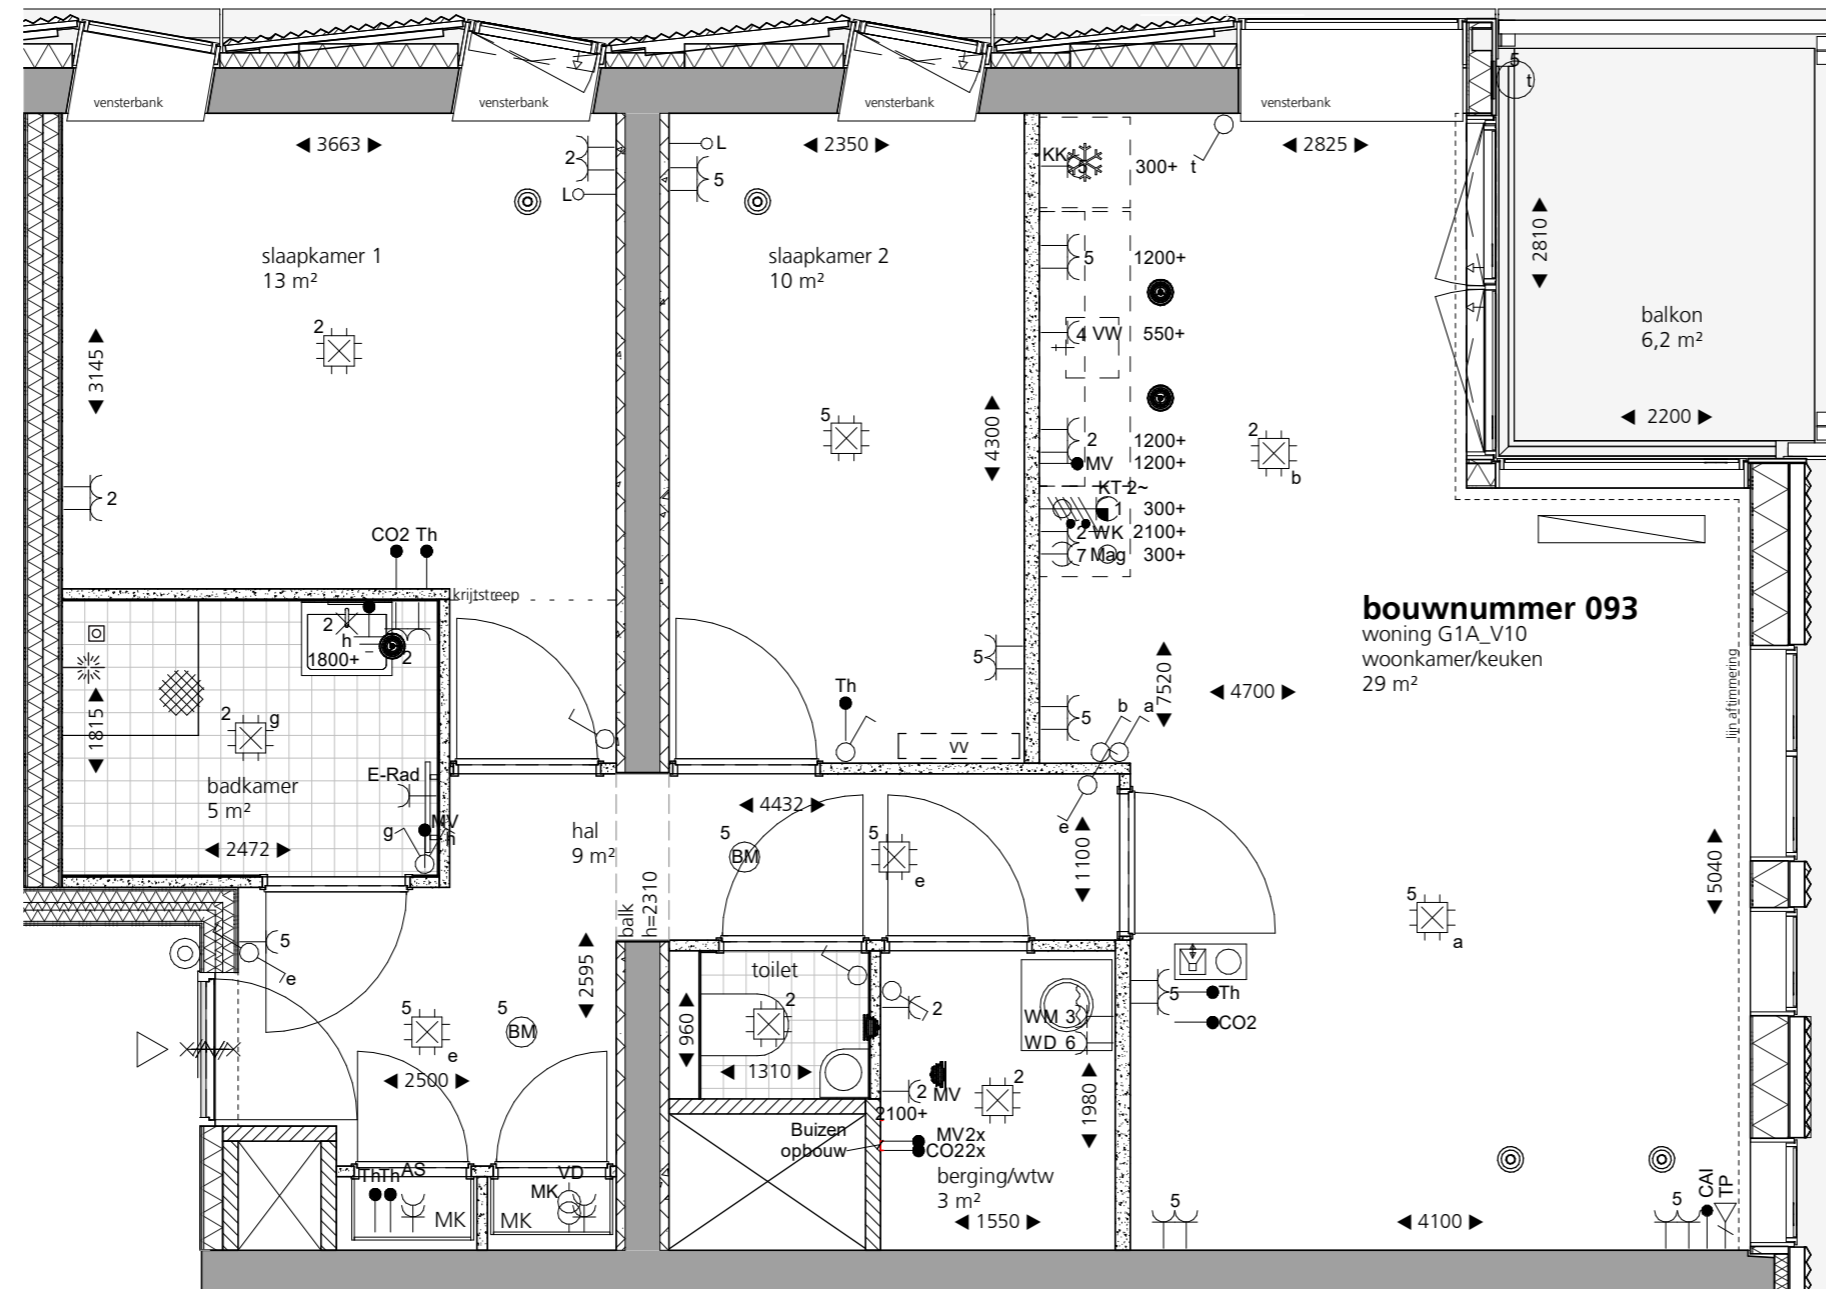 vensterbank
vensterbank
vensterbank
vensterbank
5
t
3663
2350
2825
2
L
L
5
KK
3
300+ t
slaapkamer 1
13 m²
slaapkamer 2
10 m²
5 1200+
2810
balkon
6,2 m²
2200
2
3145
4 VW 550+
5
4300
2
b
2 1200+
MV 1200+
KT 2~
1 300+
2 WK 2100+
7 Mag 300+
2
CO2 Th
krijtstreep
bouwnummer 093
woning G1A_V10
woonkamer/keuken
29 m²
lijn aftimmering
2
h
1800+
2
5
7520
4700
Th
5
b a
vv
1815
2 g
badkamer
5 m²
E-Rad
MV
g h
2472
hal
9 m²
4432
5
BM
5
e
e
1100
5040
balk
h=2310
5
a
5
e
2595
toilet
2
960
1310
2
WM 3
WD 6
5
Th
CO2
5
e
5
BM
2500
2 MV
2100+
2
1980
Buizen
opbouw
MV2x
CO22x
berging/wtw
3 m²
1550
ThTh AS
MK
VD
MK
MK
5
4100
5
CAI
TP